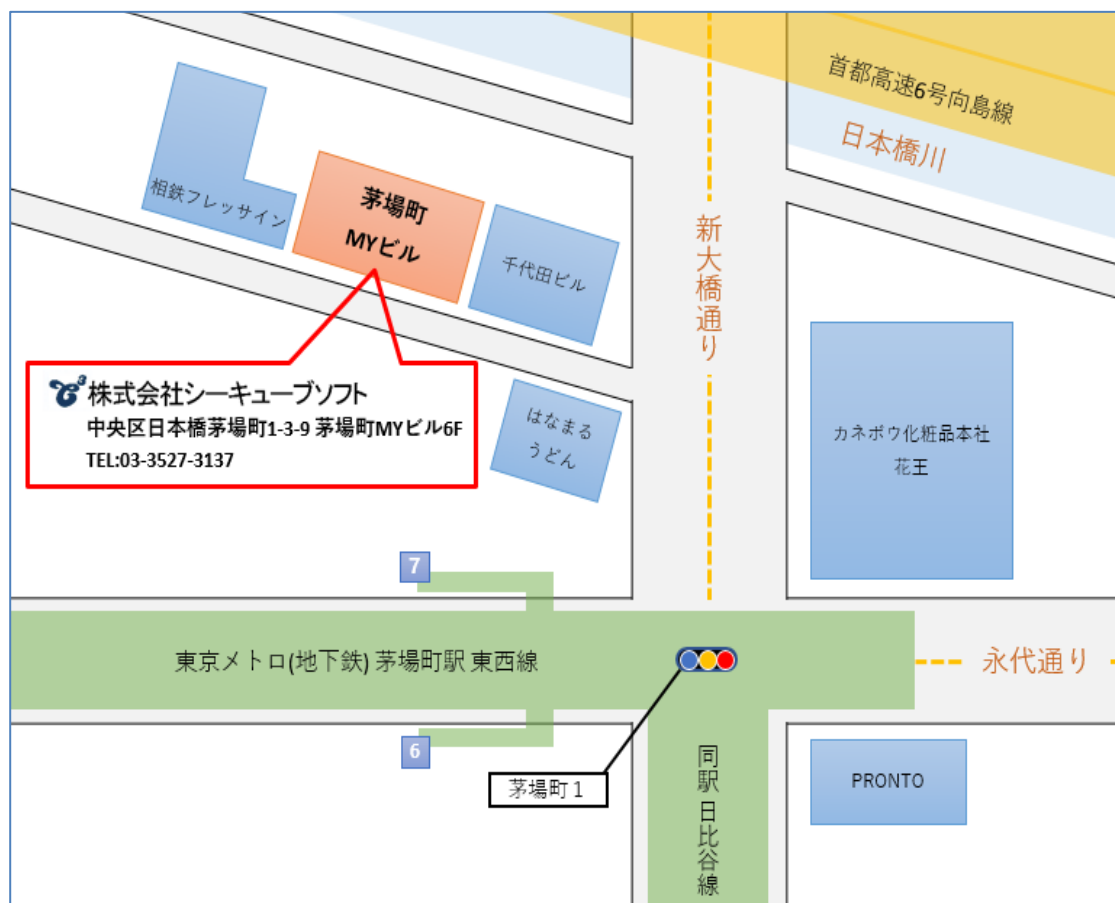 首都高速6号向島線
日本橋川
相鉄フレッサイン
茅場町
MYビル
千代田ビル
新大橋通り
株式会社シーキューブソフト
中央区日本橋茅場町1-3-9 茅場町MYビル6F
TEL:03-3527-3137
はなまる
うどん
カネボウ化粧品本社
花王
7
東京メトロ(地下鉄) 茅場町駅 東西線
永代通り
6
茅場町 1
同駅 日比谷線
PRONTO